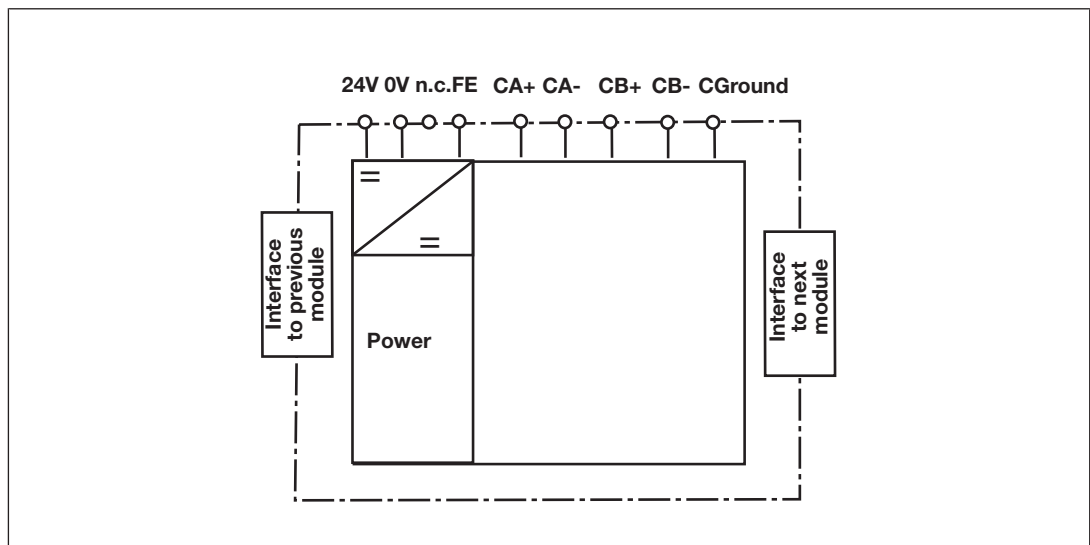 24V 0V n.c.FE CA+ CA- CB+ CB- CGround
Interface
to previous
module
Power
Interface
to next
module